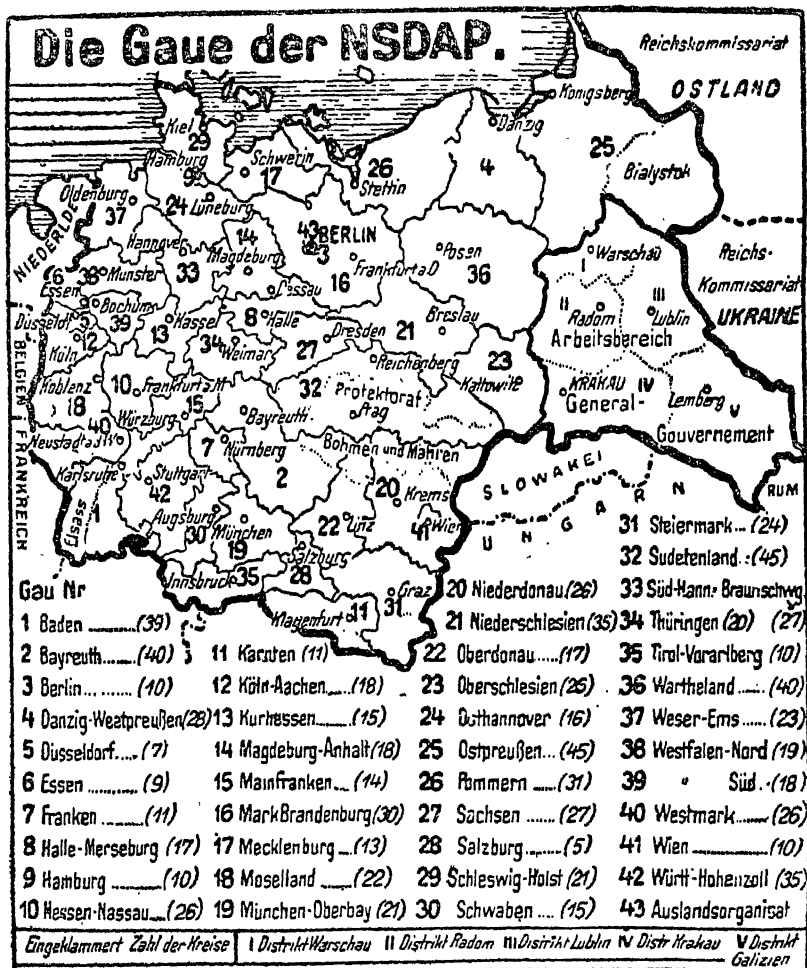 Die Gaue der NSDAP.
Reichskommissariat
OSTLAND
Königsberg
Danzig
Kiel
29
Hamburg
9
Schwerin
17
26
Stettin
4
25
Bialystok
Oldenburg
37
24 Lüneburg
NIEDERLDE
Hannover
14
Magdeburg
43
BERLIN
3
16
Frankfurt a.O
Posen
36
Warschau
I
Reichs-
Kommissariat
UKRAINE
6
Essen
38 Münster
33
Dessau
Bochum
39
Düsseldf
5
Köln
12
13
Kassel
8 Halle
34
Weimar
27
Dresden
21
Breslau
Reichenberg
II
Radom
III
Lublin
Arbeitsbereich
BELGIEN
Koblenz
18
10
Frankfurt a.M
15
Würzburg
Bayreuth
32
Protektoraf
23
Kattowitz
KRAKAU IV
General-
Lemberg
V
Gouvernement
40
Neustadt a.W
FRANKREICH
7
Nürnberg
2
Böhmen und Mähren
Karlsruhe
Stuttgart
42
Elsass
1
Augsburg
30
München
19
22
Linz
20
Krems
41 Wien
SLOWAKEI
UNGARN
RUM
Innsbruck
35
Salzburg
28
Graz
31
Klagenfurt
11
Gau Nr
1 Baden (39)
2 Bayreuth (40)
3 Berlin (10)
4 Danzig-Weatpreußen (28)
5 Düsseldorf (7)
6 Essen (9)
7 Franken (11)
8 Halle-Merseburg (17)
9 Hamburg (10)
10 Hessen-Nassau (26)
11 Kärnten (11)
12 Köln-Aachen (18)
13 Kurhessen (15)
14 Magdeburg-Anhalt (18)
15 Mainfranken (14)
16 Mark Brandenburg (30)
17 Mecklenburg (13)
18 Moselland (22)
19 München-Oberbay (21)
20 Niederdonau (26)
21 Niederschlesien (35)
22 Oberdonau (17)
23 Oberschlesien (26)
24 Osthannover (16)
25 Ostpreußen (45)
26 Pommern (31)
27 Sachsen (27)
28 Salzburg (5)
29 Schleswig-Holst (21)
30 Schwaben (15)
31 Steiermark (24)
32 Sudetenland (45)
33 Süd-Hann.-Braunschwg. (27)
34 Thüringen (20)
35 Tirol-Vorarlberg (10)
36 Wartheland (40)
37 Weser-Ems (23)
38 Westfalen-Nord (19)
39 " Süd (18)
40 Westmark (26)
41 Wien (10)
42 Württ-Hohenzoll (35)
43 Auslandsorganisat
Eingeklammert Zahl der Kreise
I Distrikt Warschau II Distrikt Radom III Distrikt Lublin IV Distr Krakau V Distrikt Galizien